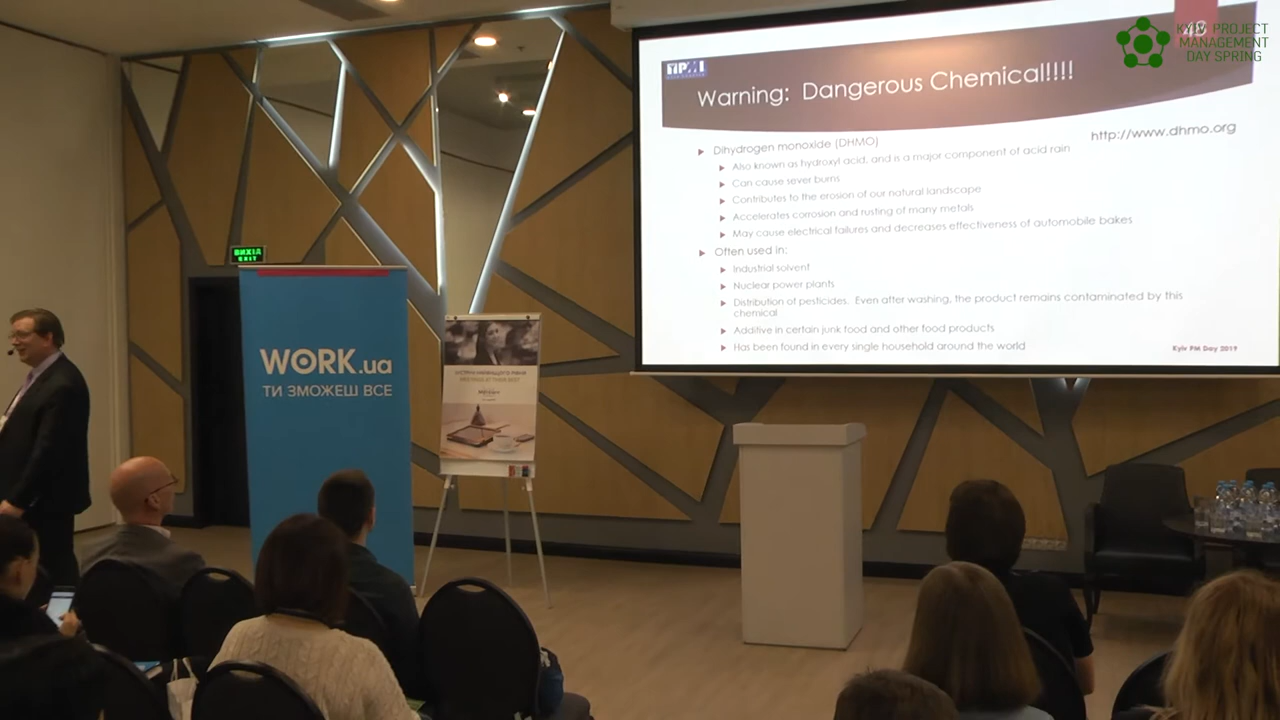 KYIV PROJECT
MANAGEMENT
DAY SPRING
Warning: Dangerous Chemical!!!!
http://www.dhmo.org
Dihydrogen monoxide (DHMO)
Also known as hydroxyl acid, and is a major component of acid rain
Can cause sever burns
Contributes to the erosion of our natural landscape
Accelerates corrosion and rusting of many metals
May cause electrical failures and decreases effectiveness of automobile bakes
Often used in:
Industrial solvent
Nuclear power plants
Distribution of pesticides. Even after washing, the product remains contaminated by this
chemical
Additive in certain junk food and other food products
Has been found in every single household around the world
Kyiv PM Day 2019
ВИХІД
EXIT
WORK.ua
ТИ ЗМОЖЕШ ВСЕ